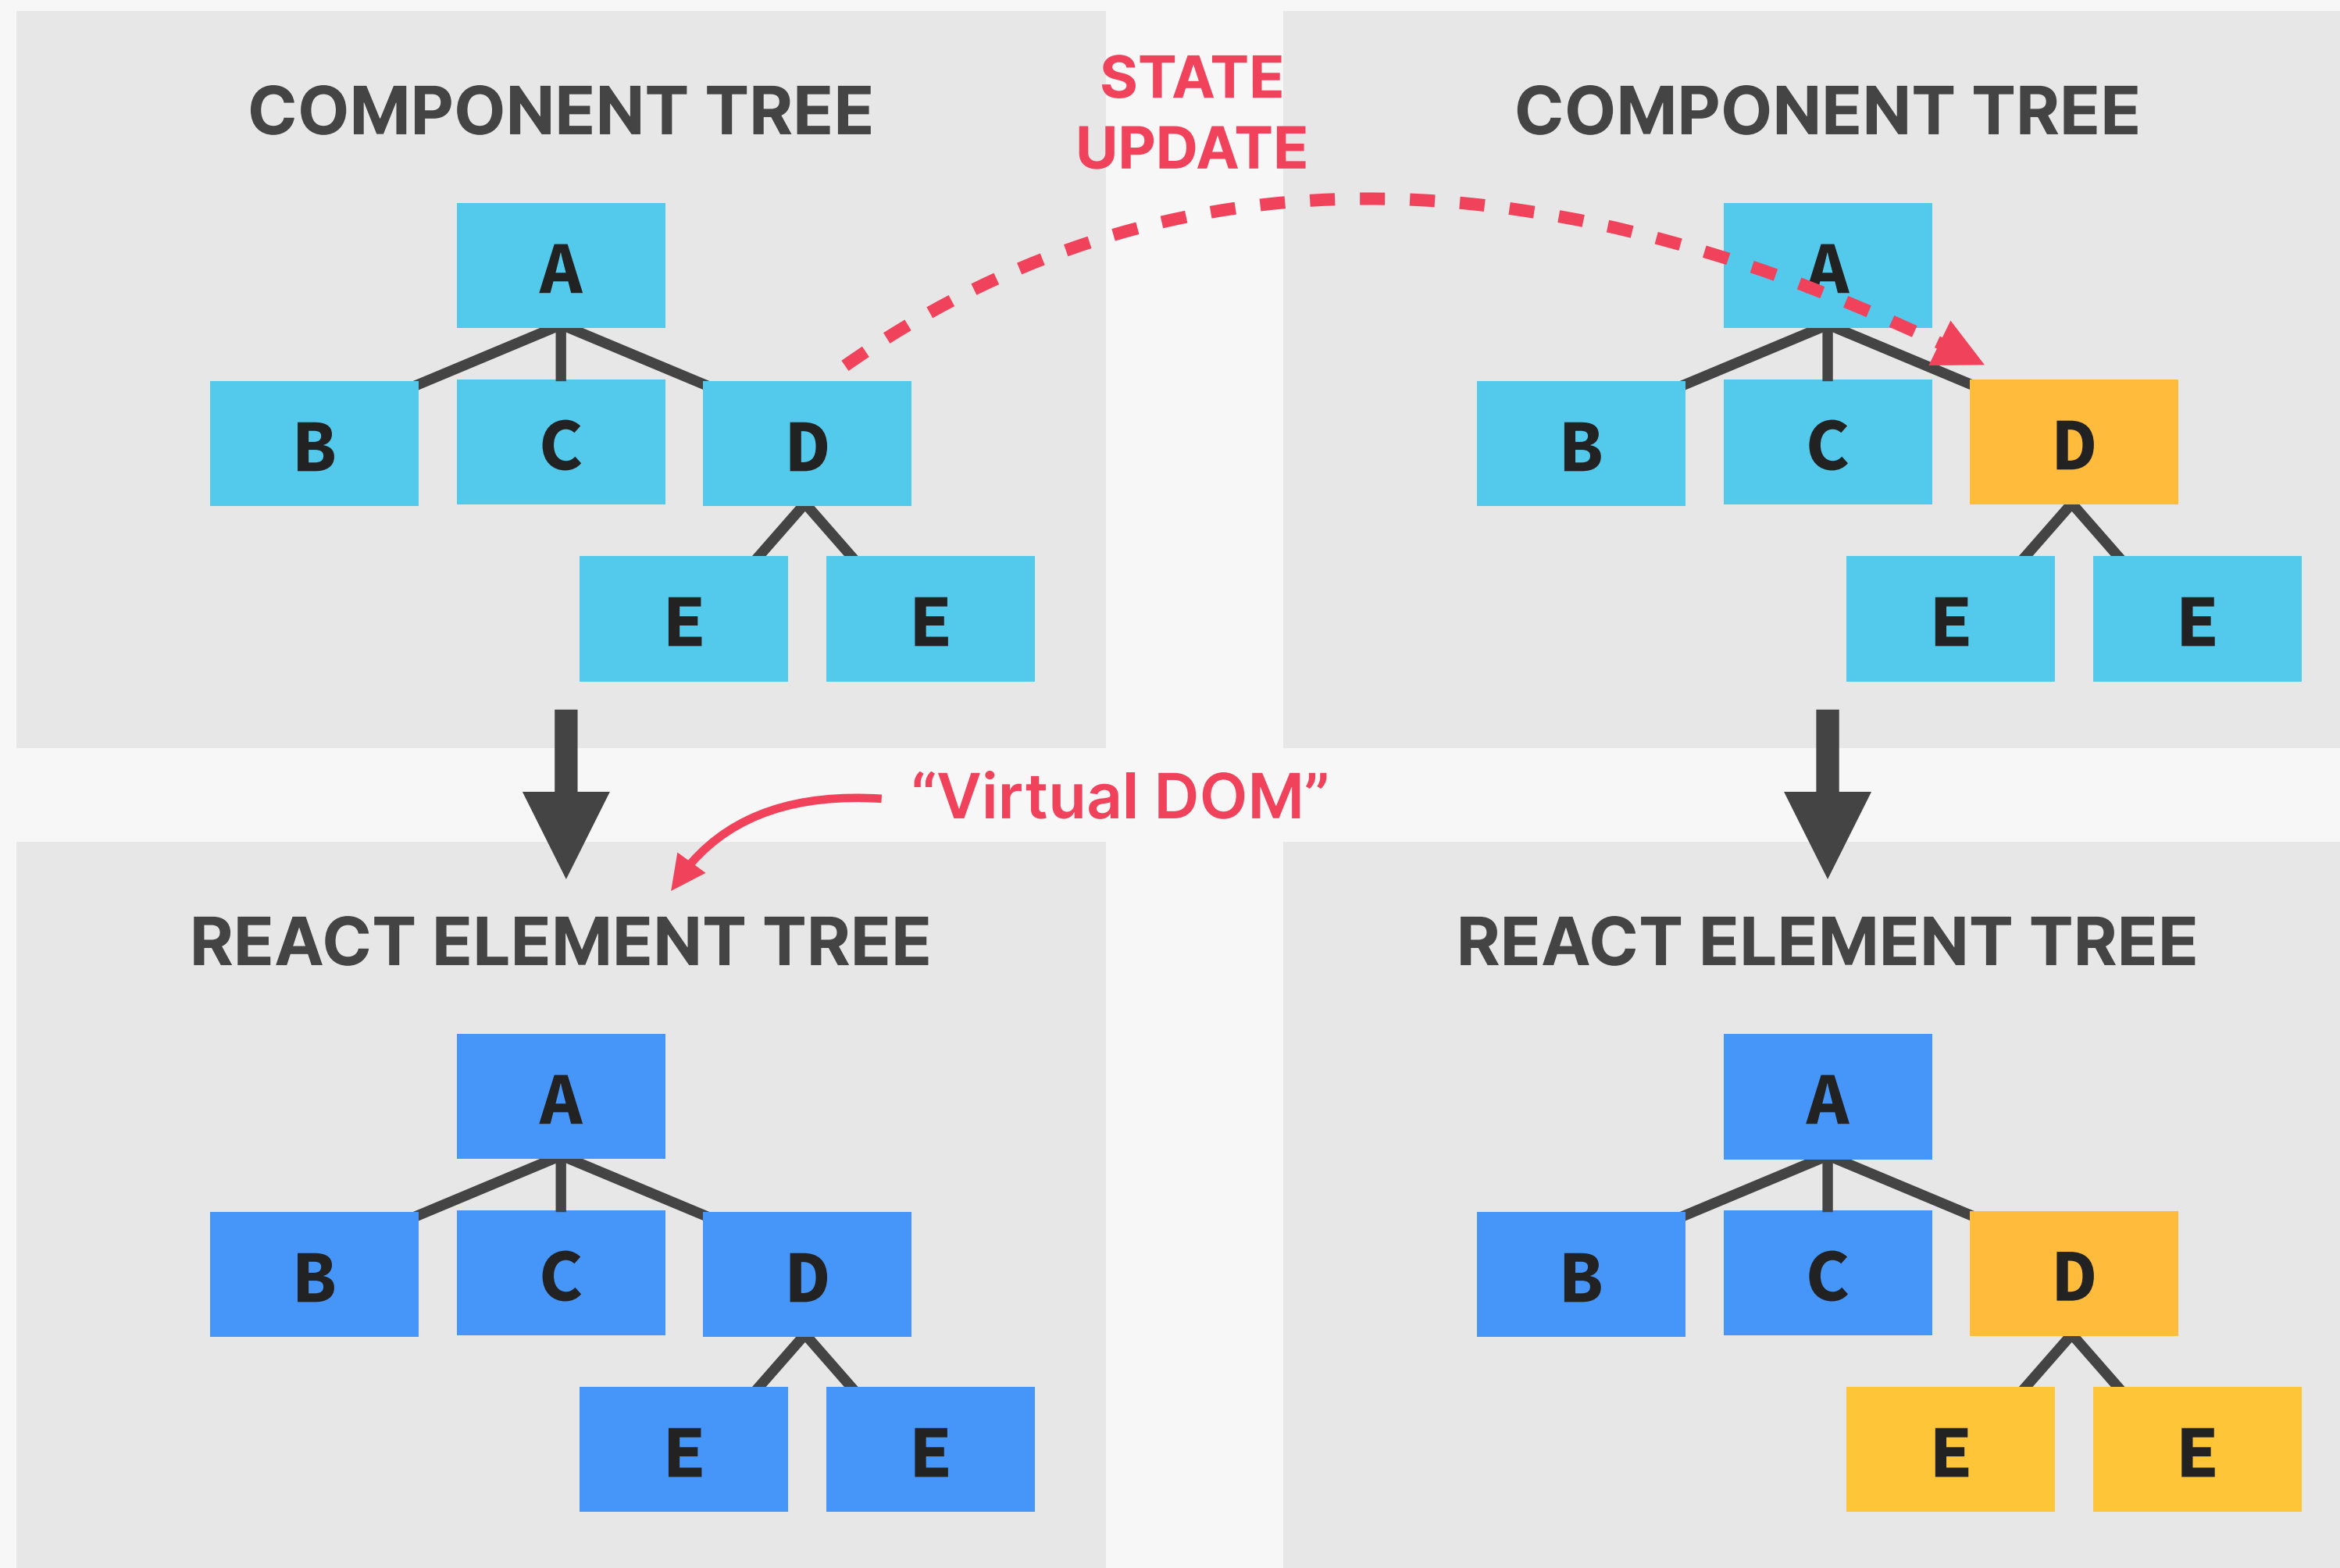 COMPONENT TREE
STATE
UPDATE
COMPONENT TREE
A
B
C
D
E
E
A
B
C
D
E
E
“Virtual DOM”
REACT ELEMENT TREE
REACT ELEMENT TREE
A
B
C
D
E
E
A
B
C
D
E
E